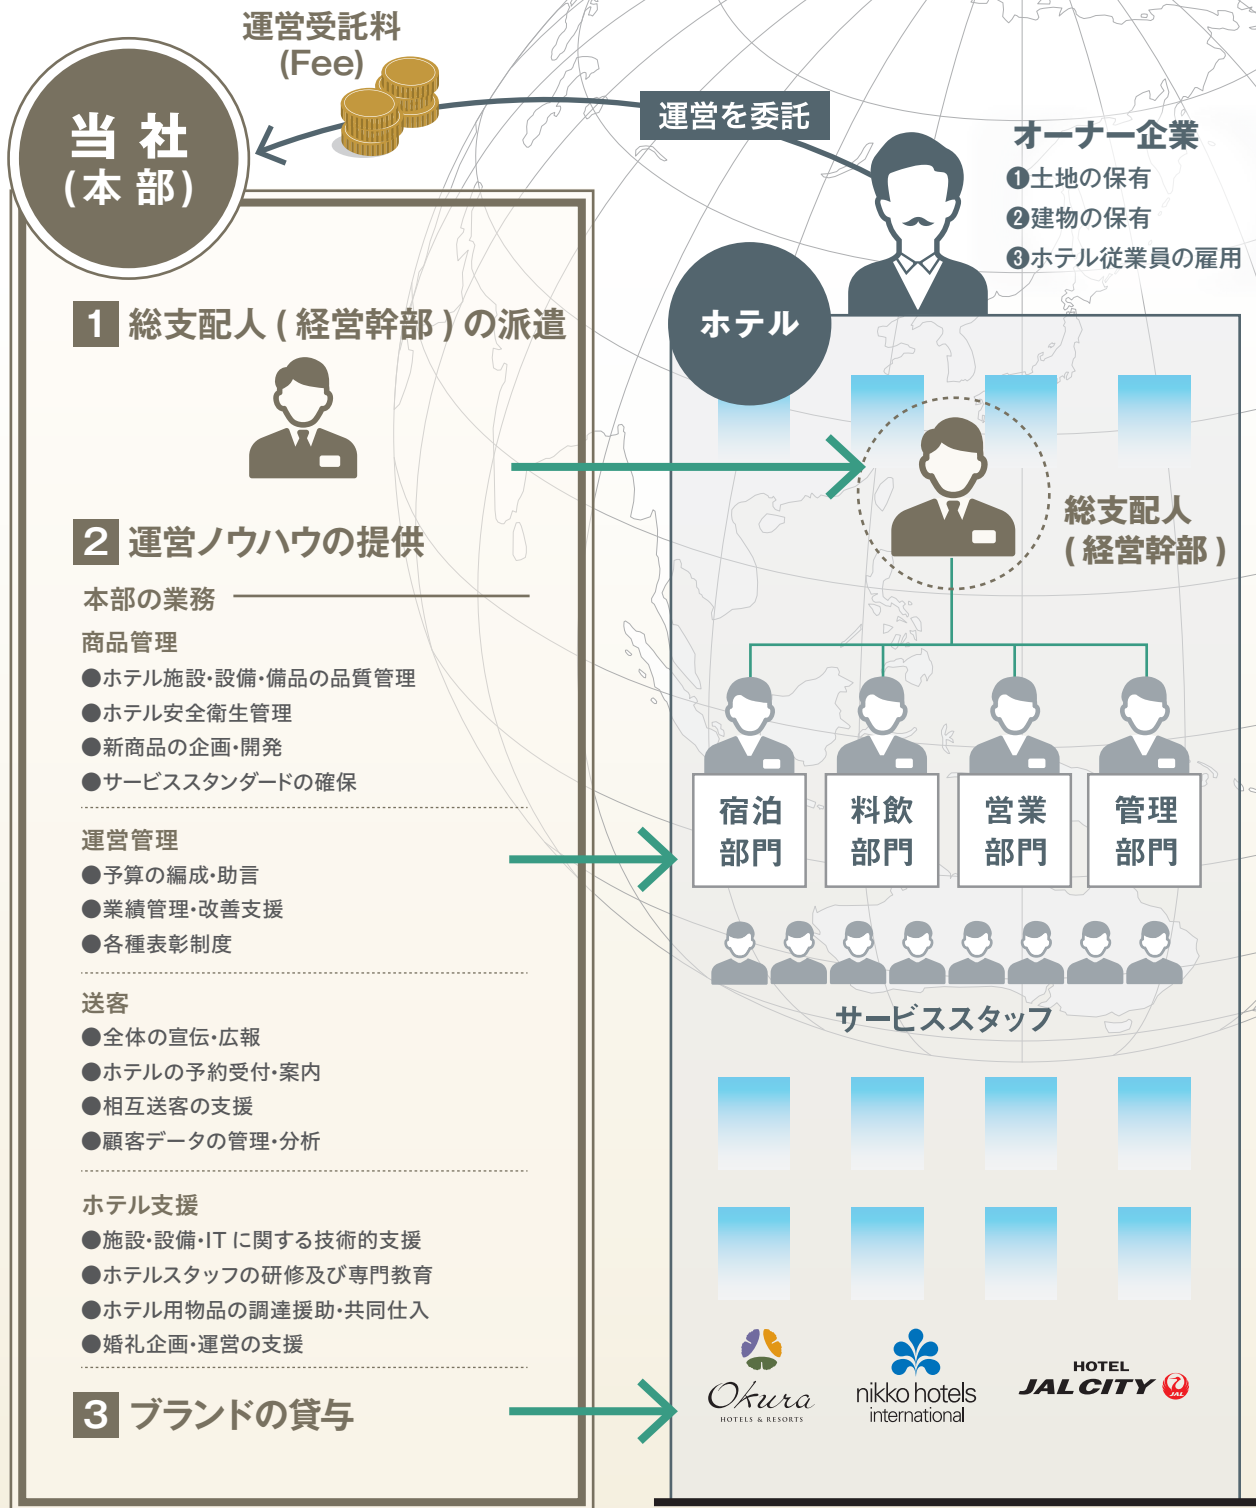 運営受託料
(Fee)
当社
(本部)
運営を委託
オーナー企業
❶土地の保有
❷建物の保有
❸ホテル従業員の雇用
ホテル
1 総支配人(経営幹部)の派遣
総支配人
(経営幹部)
2 運営ノウハウの提供
本部の業務
商品管理
●ホテル施設・設備・備品の品質管理
●ホテル安全衛生管理
●新商品の企画・開発
●サービススタンダードの確保
運営管理
●予算の編成・助言
●業績管理・改善支援
●各種表彰制度
送客
●全体の宣伝・広報
●ホテルの予約受付・案内
●相互送客の支援
●顧客データの管理・分析
ホテル支援
●施設・設備・ITに関する技術的支援
●ホテルスタッフの研修及び専門教育
●ホテル用物品の調達援助・共同仕入
●婚礼企画・運営の支援
3 ブランドの貸与
宿泊
部門
料飲
部門
営業
部門
管理
部門
サービススタッフ
Okura
HOTELS & RESORTS
nikko hotels
international
HOTEL
JAL CITY
JAL